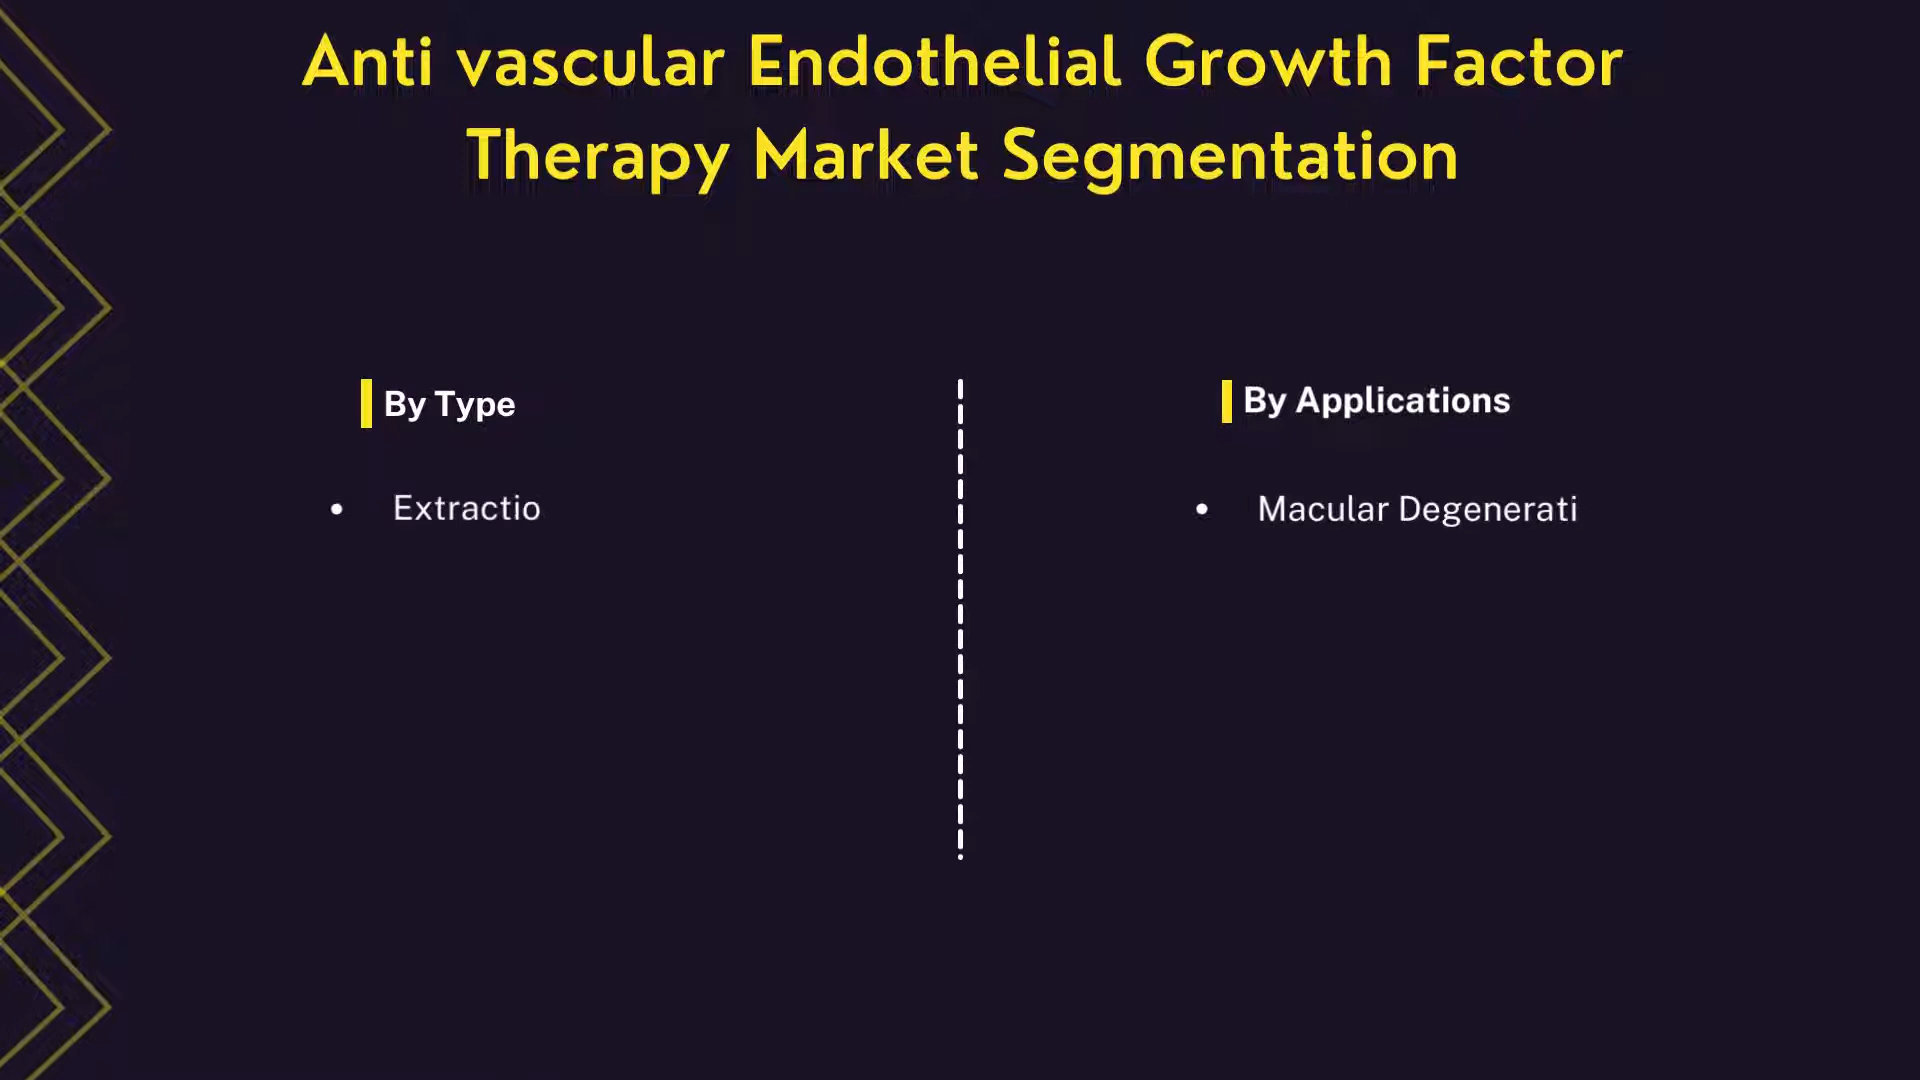 Anti vascular Endothelial Growth Factor
Therapy Market Segmentation
By Type
• Extractio
By Applications
• Macular Degenerati